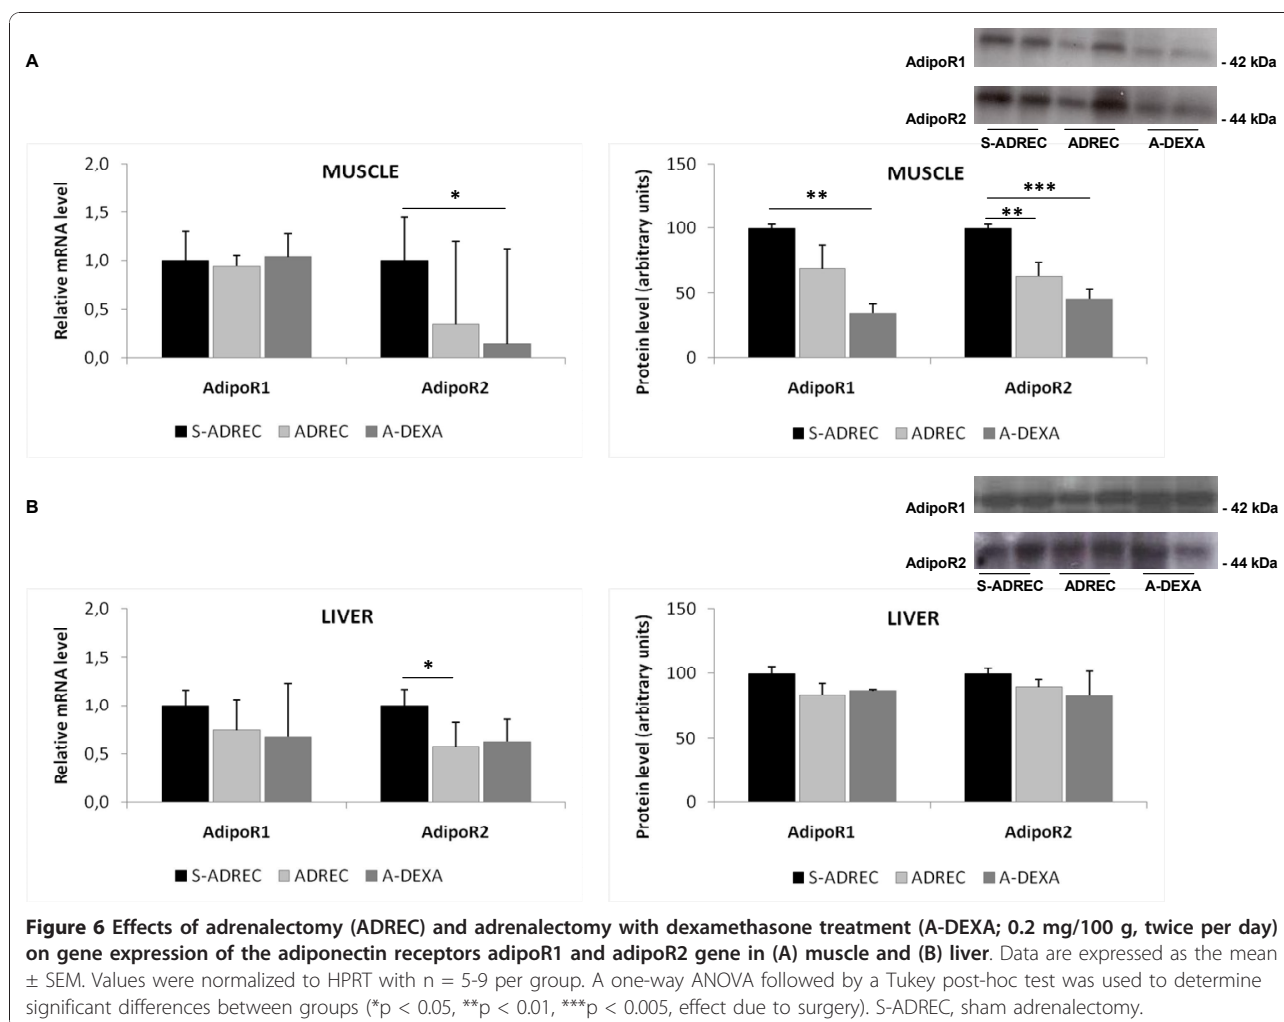 A
AdipoR1
- 42 kDa
AdipoR2
- 44 kDa
S-ADREC ADREC A-DEXA
MUSCLE
Relative mRNA level
2,0
1,5
1,0
0,5
0,0
*
AdipoR1 AdipoR2
S-ADREC ADREC A-DEXA
MUSCLE
Protein level (arbitrary units)
150
100
50
0
**
***
**
AdipoR1 AdipoR2
S-ADREC ADREC A-DEXA
B
AdipoR1
- 42 kDa
AdipoR2
- 44 kDa
S-ADREC ADREC A-DEXA
LIVER
Relative mRNA level
2,0
1,5
1,0
0,5
0,0
*
AdipoR1 AdipoR2
S-ADREC ADREC A-DEXA
LIVER
Protein level (arbitrary units)
150
100
50
0
AdipoR1 AdipoR2
S-ADREC ADREC A-DEXA
Figure 6 Effects of adrenalectomy (ADREC) and adrenalectomy with dexamethasone treatment (A-DEXA; 0.2 mg/100 g, twice per day)
on gene expression of the adiponectin receptors adipoR1 and adipoR2 gene in (A) muscle and (B) liver. Data are expressed as the mean
± SEM. Values were normalized to HPRT with n = 5-9 per group. A one-way ANOVA followed by a Tukey post-hoc test was used to determine
significant differences between groups (*p < 0.05, **p < 0.01, ***p < 0.005, effect due to surgery). S-ADREC, sham adrenalectomy.